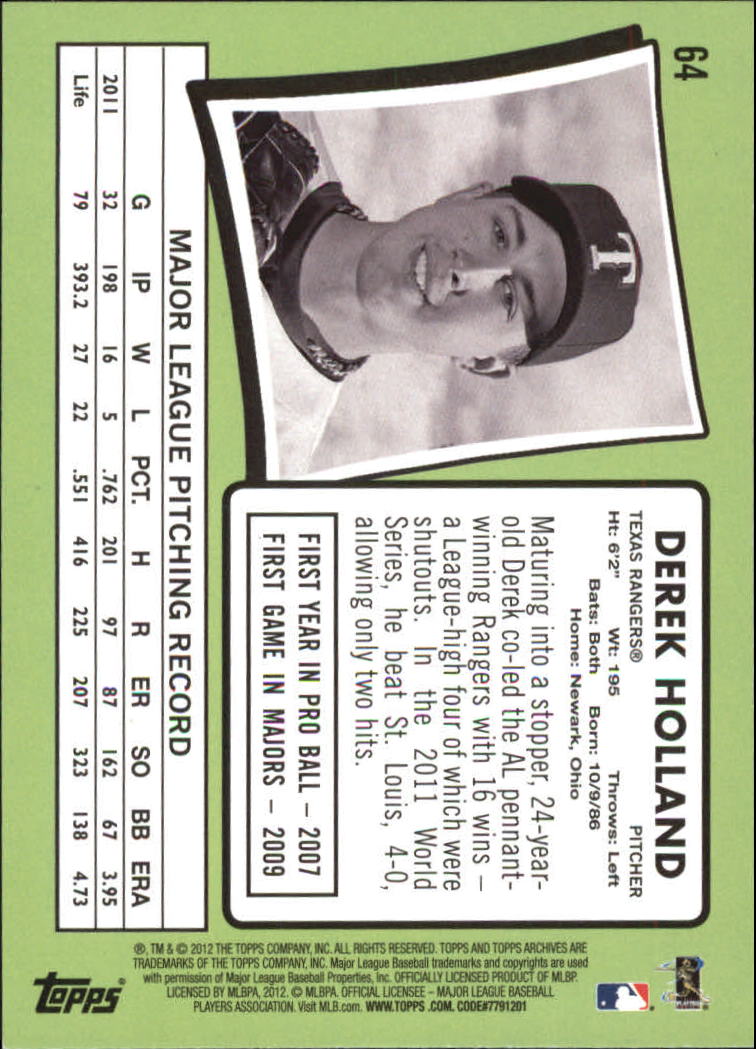 64
DEREK HOLLAND
TEXAS RANGERS® PITCHER
Ht: 6'2" Wt: 195 Throws: Left
Bats: Both Born: 10/9/86
Home: Newark, Ohio
Maturing into a stopper, 24-year-
old Derek co-led the AL pennant-
winning Rangers with 16 wins –
a League-high four of which were
shutouts. In the 2011 World
Series, he beat St. Louis, 4-0,
allowing only two hits.
FIRST YEAR IN PRO BALL – 2007
FIRST GAME IN MAJORS – 2009
T
MAJOR LEAGUE PITCHING RECORD
G IP W L PCT. H R ER SO BB ERA
2011 32 198 16 5 .762 201 97 87 162 67 3.95
Life 79 393.2 27 22 .551 416 225 207 323 138 4.73
®, TM & © 2012 THE TOPPS COMPANY, INC. ALL RIGHTS RESERVED. TOPPS AND TOPPS ARCHIVES ARE
TRADEMARKS OF THE TOPPS COMPANY, INC. Major League Baseball trademarks and copyrights are used
with permission of Major League Baseball Properties, Inc. OFFICIALLY LICENSED PRODUCT OF MLBP.
LICENSED BY MLBPA, 2012. © MLBPA. OFFICIAL LICENSEE – MAJOR LEAGUE BASEBALL
PLAYERS ASSOCIATION. Visit MLB.com. WWW.TOPPS .COM. CODE#7791201
topps®